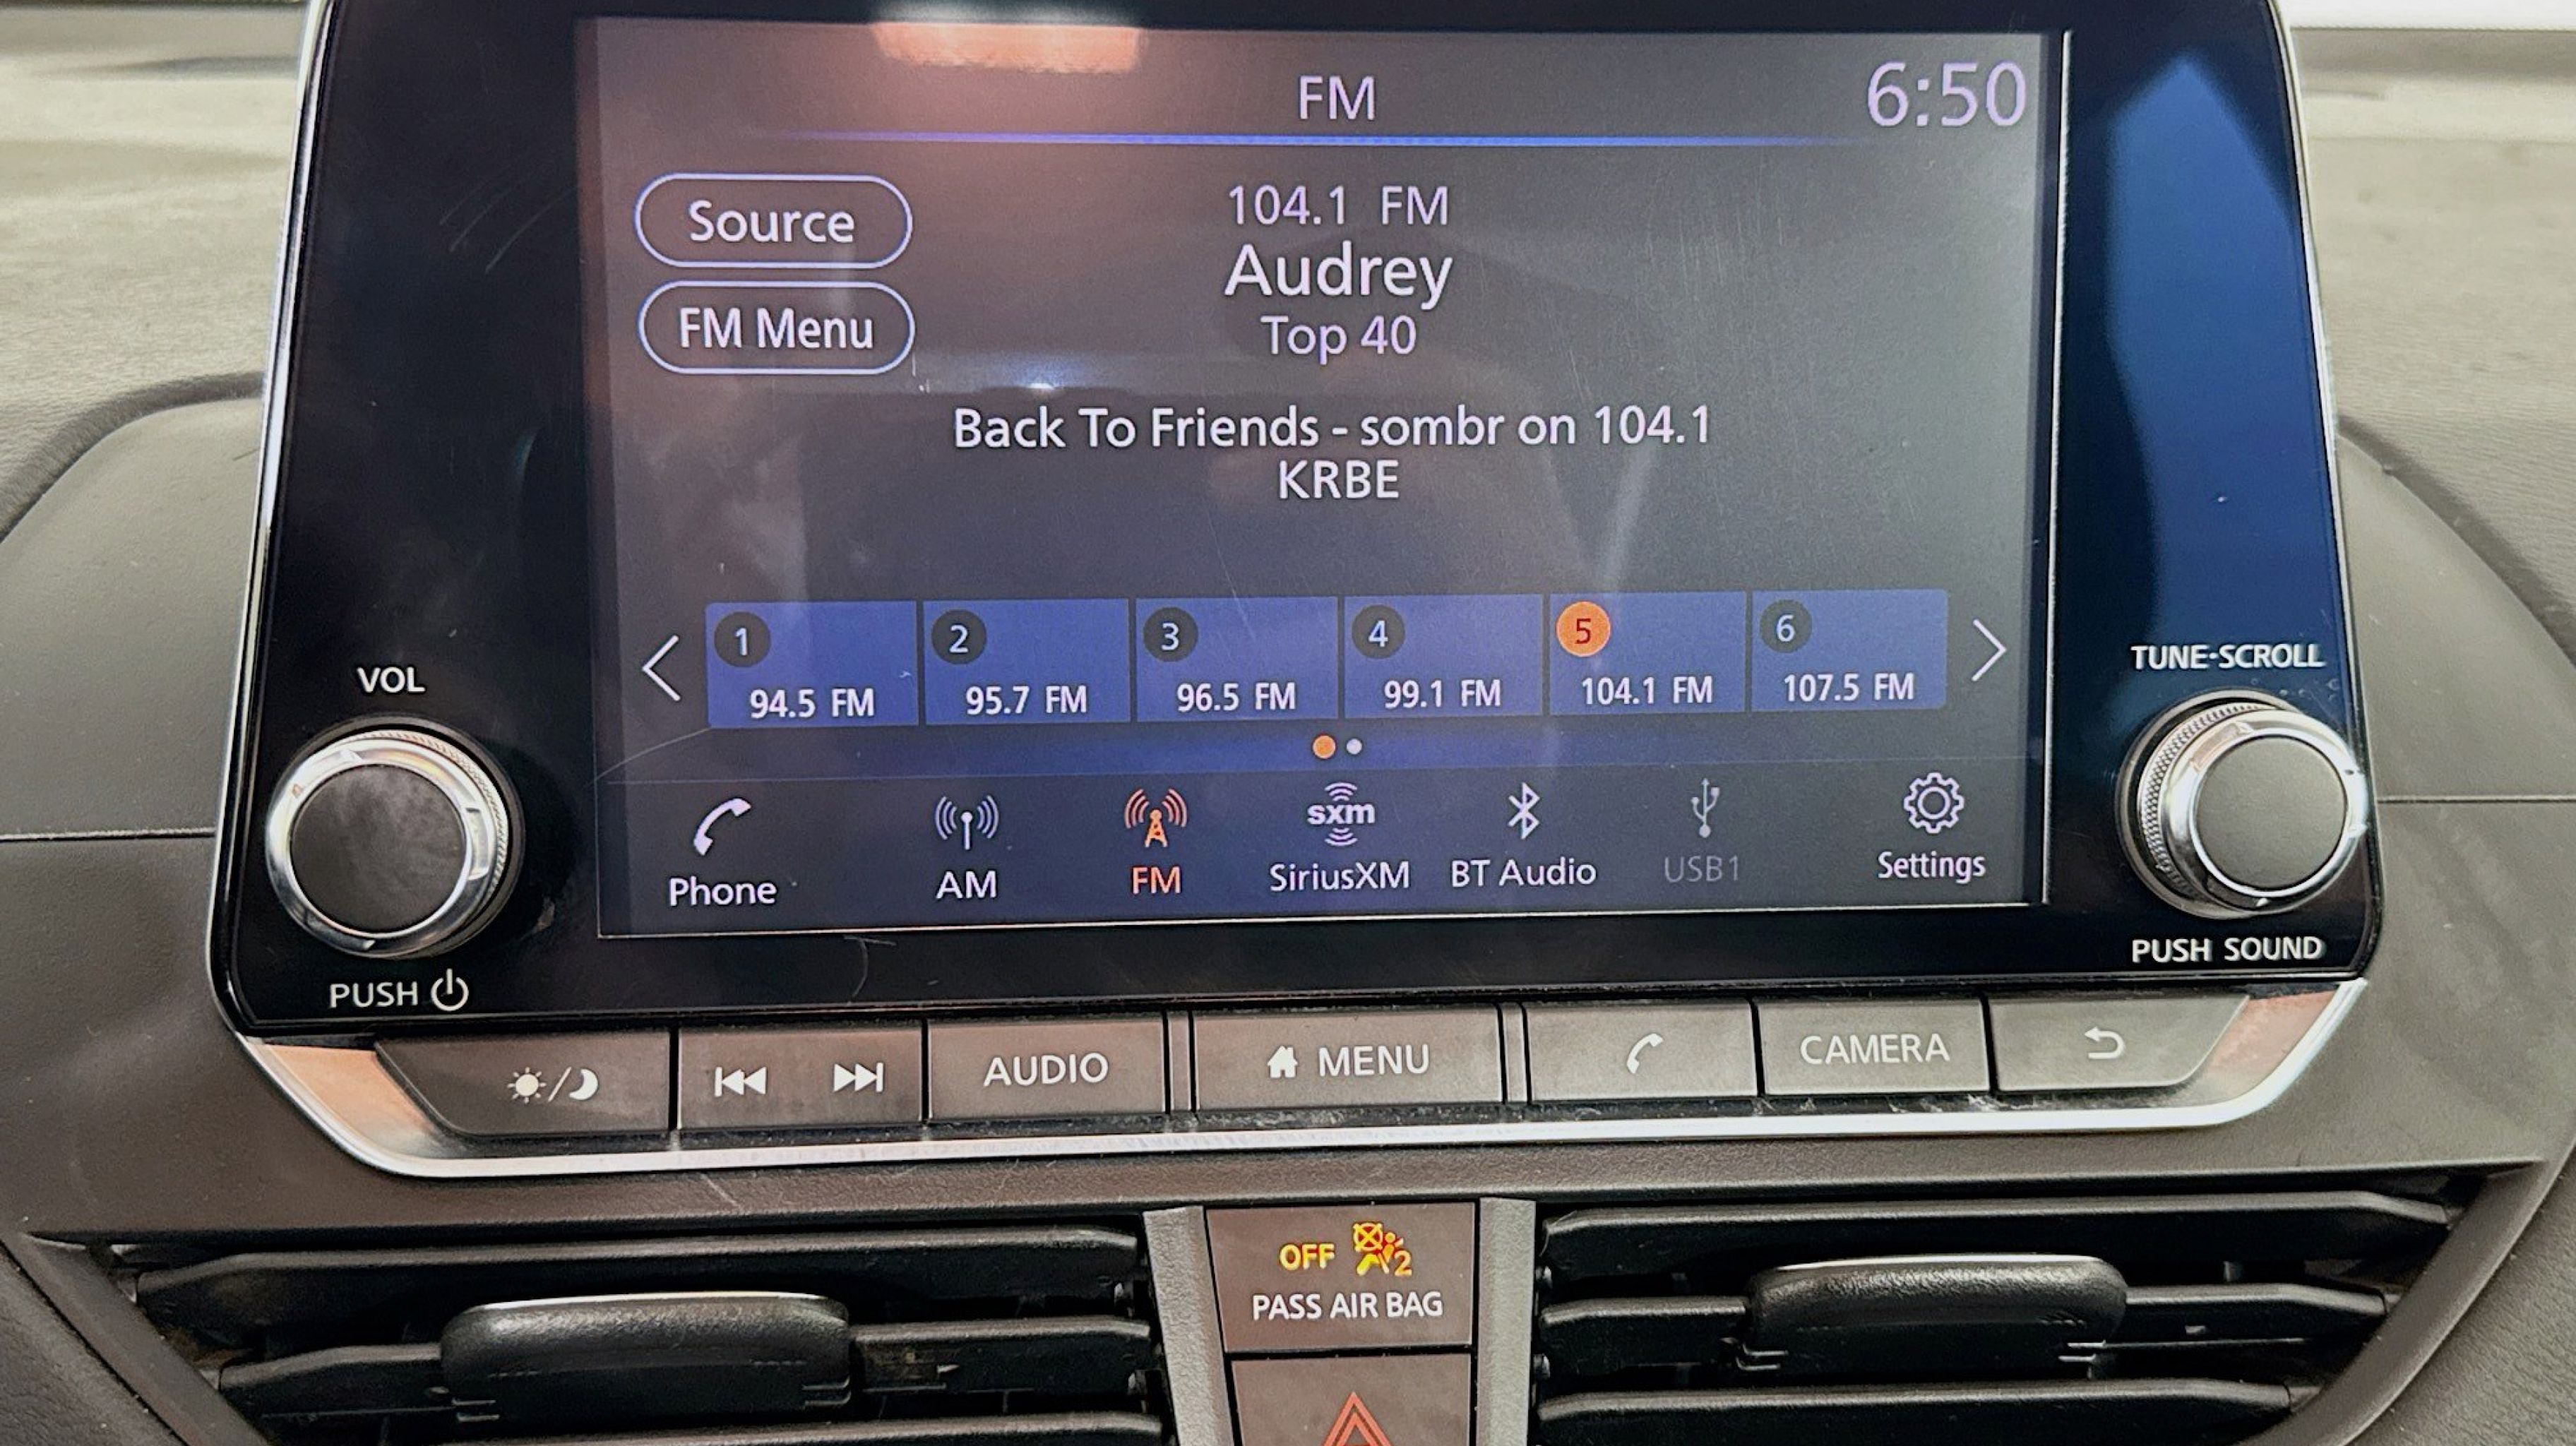 FM
6:50
Source
104.1 FM
Audrey
FM Menu
Top 40
Back To Friends - sombr on 104.1
KRBE
1
2
3
4
5
6
94.5 FM
95.7 FM
96.5 FM
99.1 FM
104.1 FM
107.5 FM
VOL
TUNE·SCROLL
sxm
Phone
AM
FM
SiriusXM
BT Audio
USB1
Settings
PUSH
PUSH SOUND
AUDIO
MENU
CAMERA
OFF
2
PASS AIR BAG